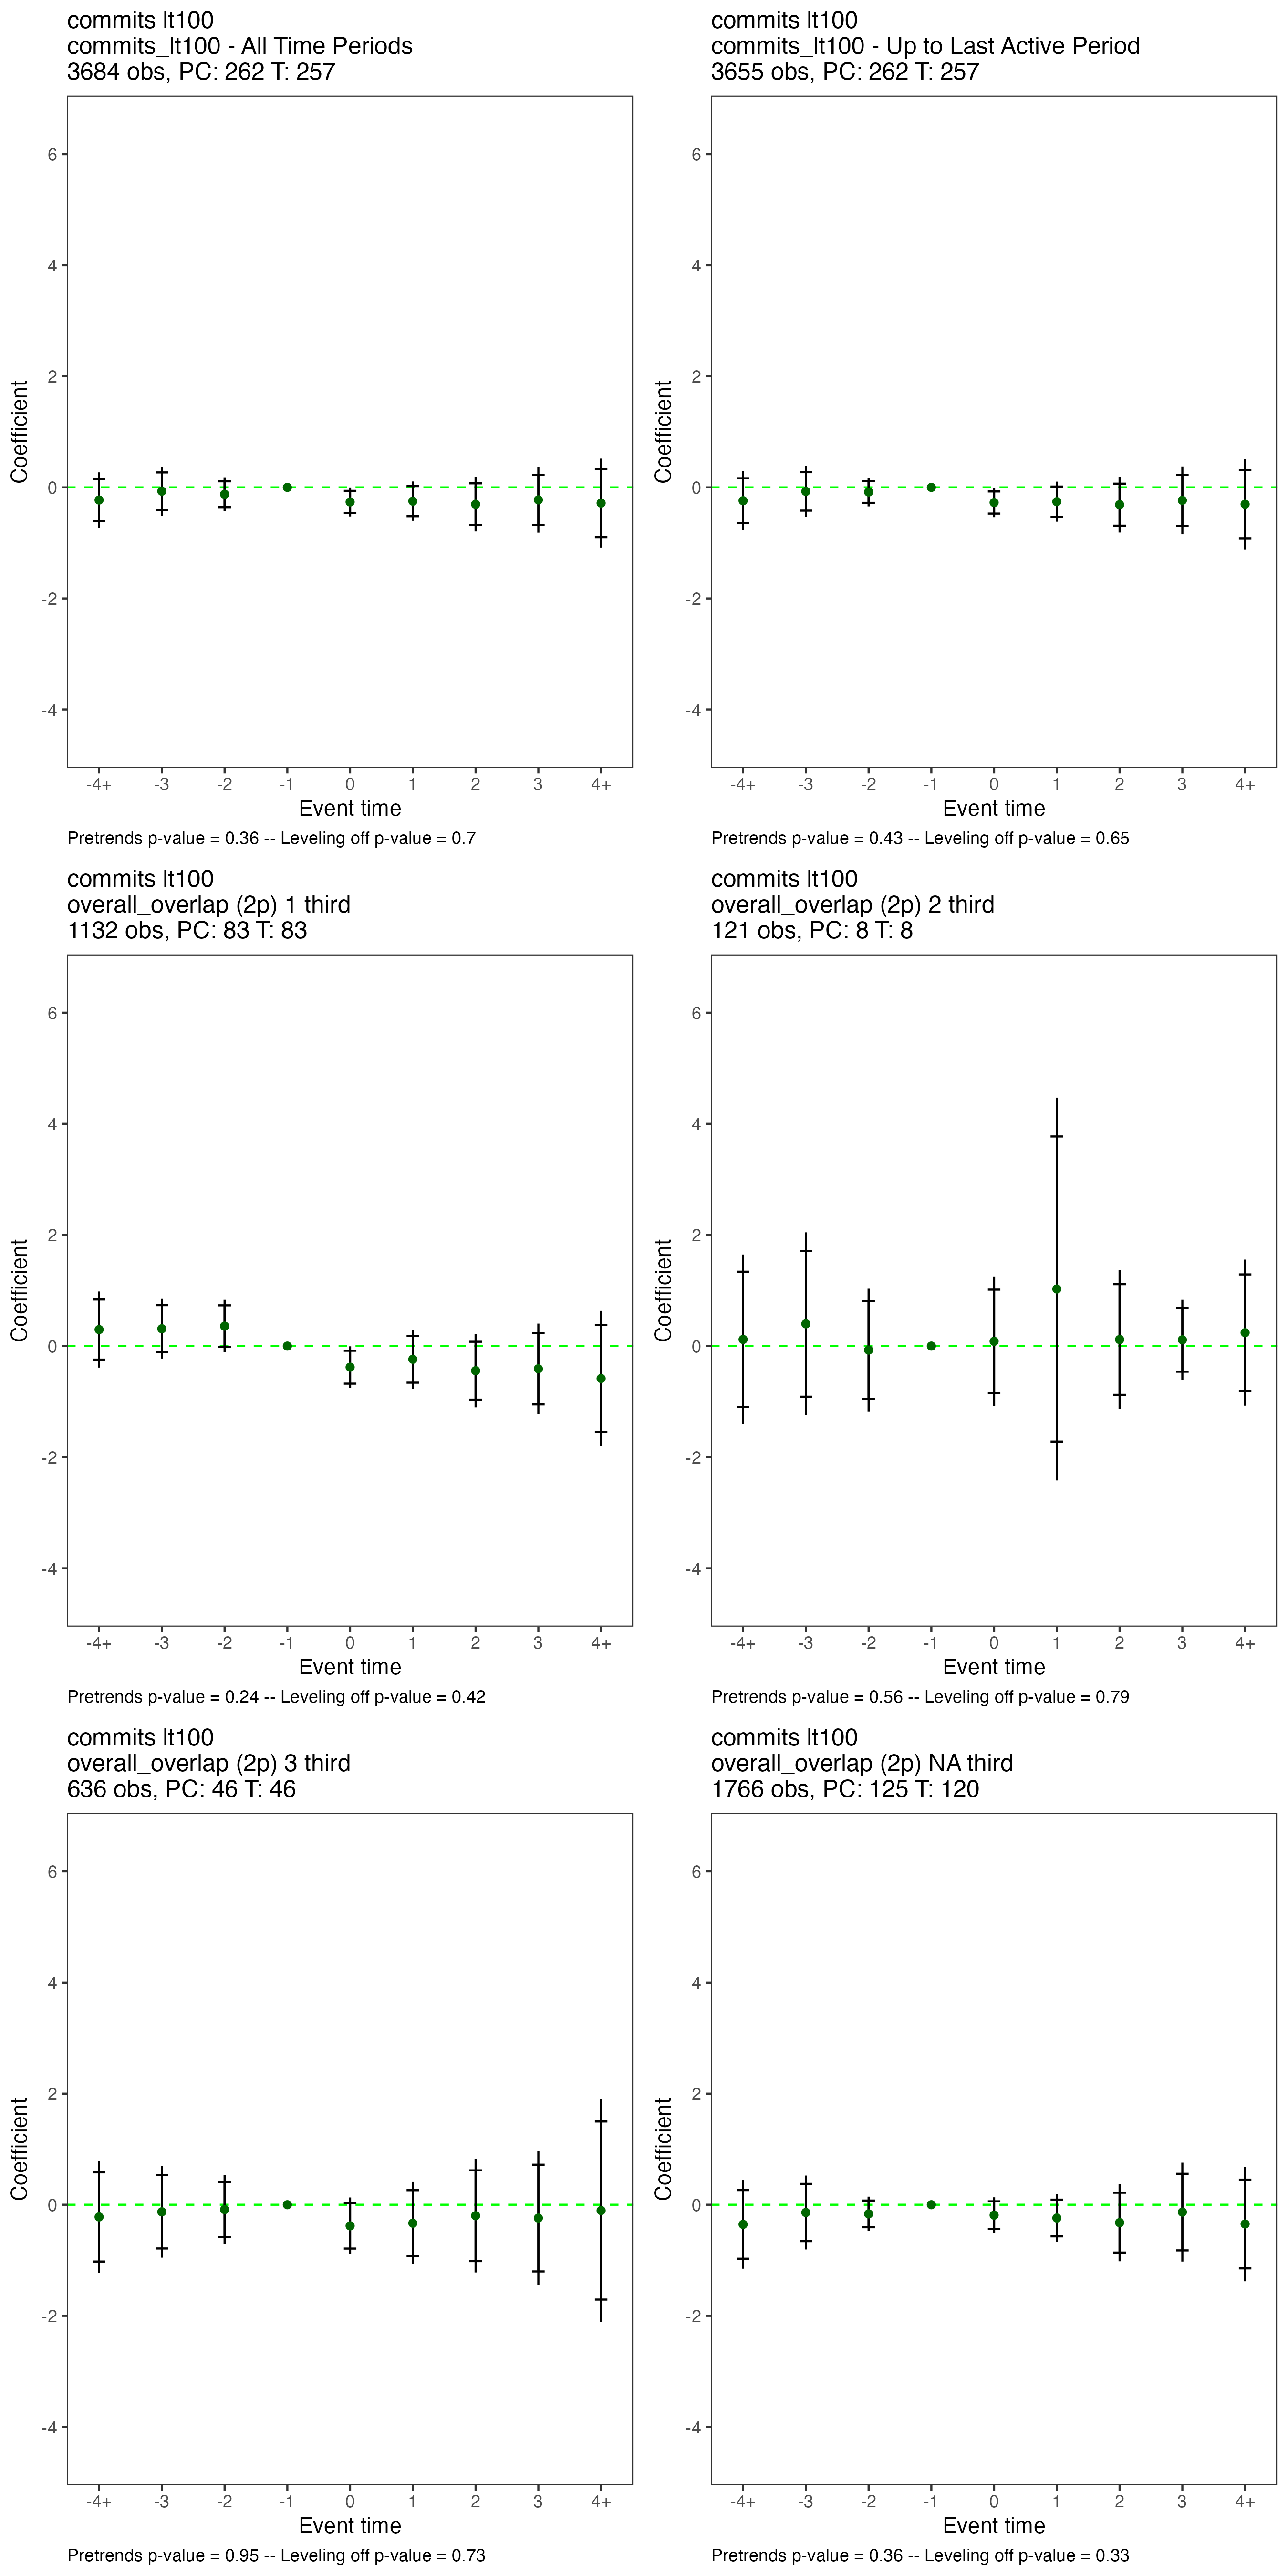 commits lt100
commits_lt100 - All Time Periods
3684 obs, PC: 262 T: 257
6
4
2
0
-2
-4
Coefficient
-4+ -3 -2 -1 0 1 2 3 4+
Event time
Pretrends p-value = 0.36 -- Leveling off p-value = 0.7
commits lt100
commits_lt100 - Up to Last Active Period
3655 obs, PC: 262 T: 257
6
4
2
0
-2
-4
Coefficient
-4+ -3 -2 -1 0 1 2 3 4+
Event time
Pretrends p-value = 0.43 -- Leveling off p-value = 0.65
commits lt100
overall_overlap (2p) 1 third
1132 obs, PC: 83 T: 83
6
4
2
0
-2
-4
Coefficient
-4+ -3 -2 -1 0 1 2 3 4+
Event time
Pretrends p-value = 0.24 -- Leveling off p-value = 0.42
commits lt100
overall_overlap (2p) 2 third
121 obs, PC: 8 T: 8
6
4
2
0
-2
-4
Coefficient
-4+ -3 -2 -1 0 1 2 3 4+
Event time
Pretrends p-value = 0.56 -- Leveling off p-value = 0.79
commits lt100
overall_overlap (2p) 3 third
636 obs, PC: 46 T: 46
6
4
2
0
-2
-4
Coefficient
-4+ -3 -2 -1 0 1 2 3 4+
Event time
Pretrends p-value = 0.95 -- Leveling off p-value = 0.73
commits lt100
overall_overlap (2p) NA third
1766 obs, PC: 125 T: 120
6
4
2
0
-2
-4
Coefficient
-4+ -3 -2 -1 0 1 2 3 4+
Event time
Pretrends p-value = 0.36 -- Leveling off p-value = 0.33